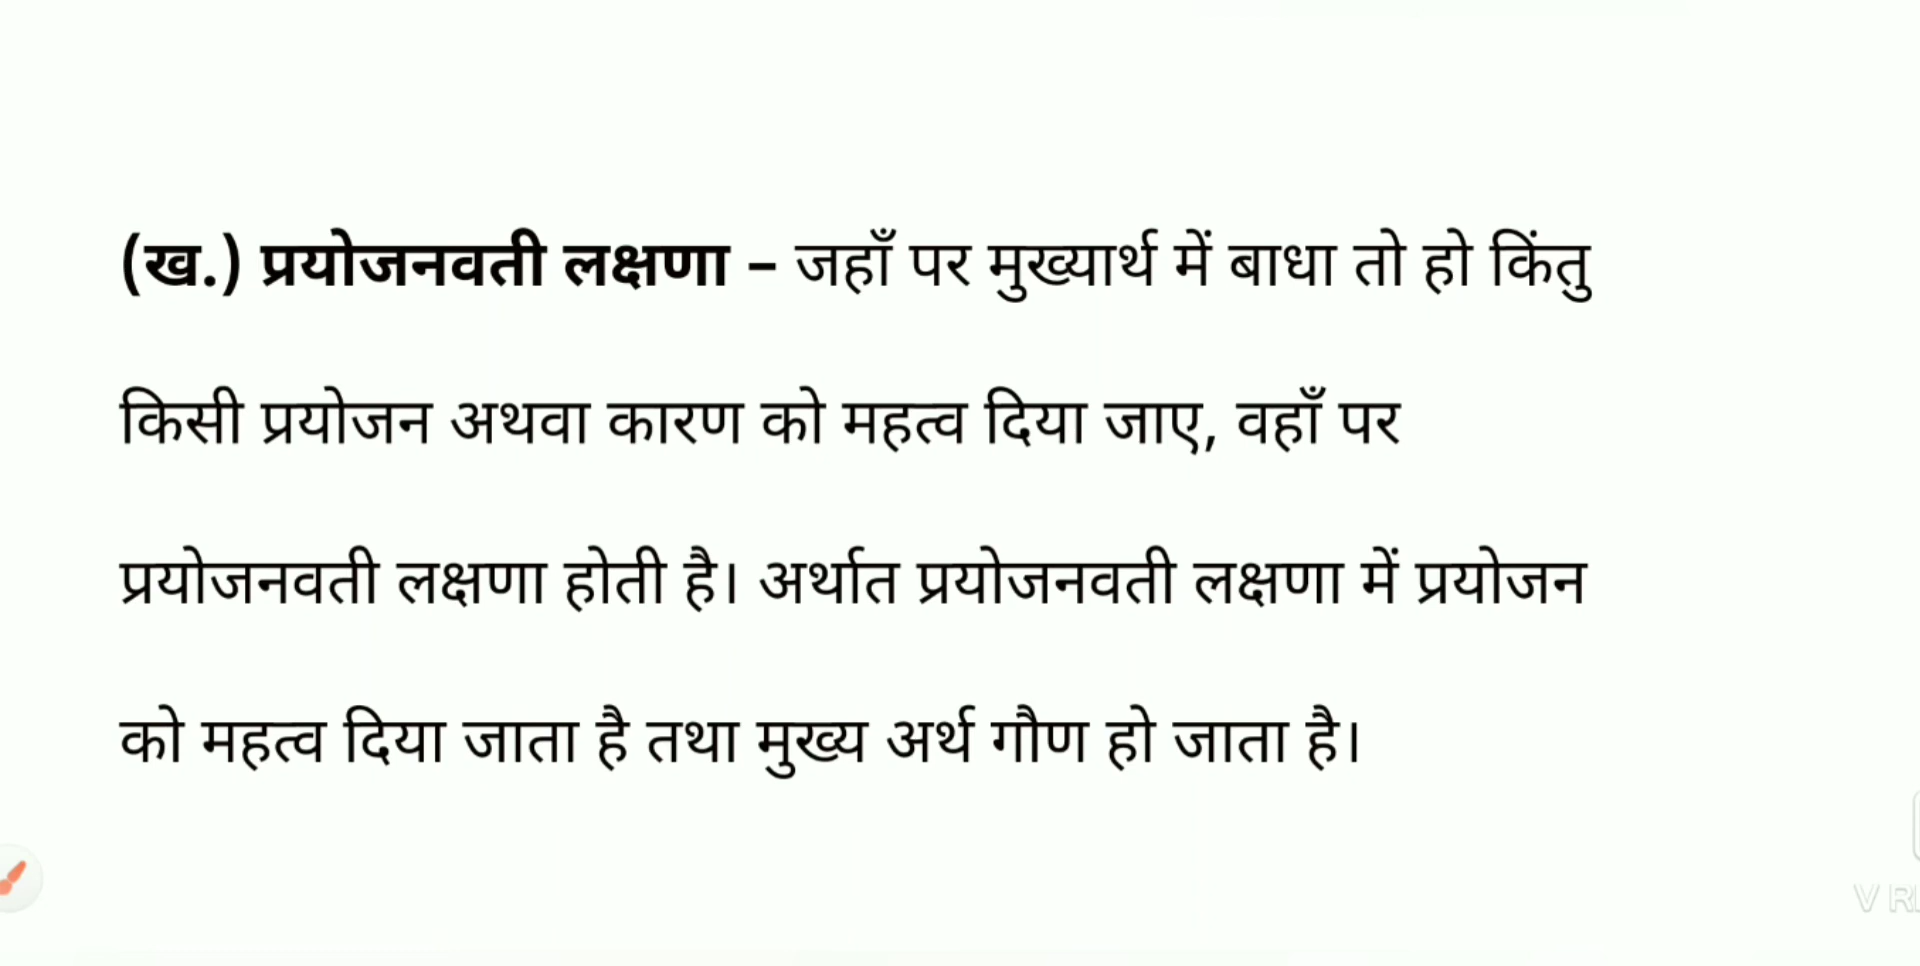 (ख.) प्रयोजनवती लक्षणा – जहाँ पर मुख्यार्थ में बाधा तो हो किंतु
किसी प्रयोजन अथवा कारण को महत्व दिया जाए, वहाँ पर
प्रयोजनवती लक्षणा होती है। अर्थात प्रयोजनवती लक्षणा में प्रयोजन
को महत्व दिया जाता है तथा मुख्य अर्थ गौण हो जाता है।